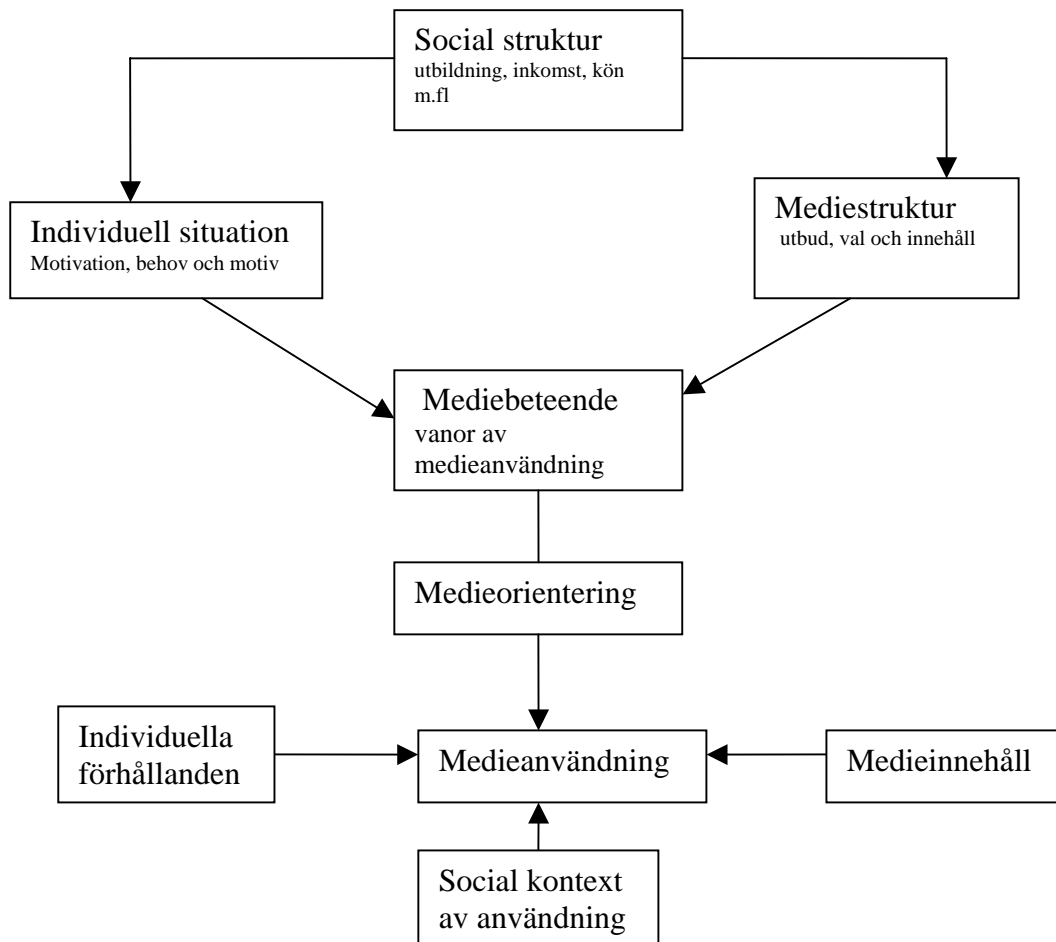 Social struktur
utbildning, inkomst, kön
m.fl
Individuell situation
Motivation, behov och motiv
Mediestruktur
utbud, val och innehåll
Mediebeteende
vanor av
medieanvändning
Medieorientering
Individuella
förhållanden
Medieanvändning
Medieinnehåll
Social kontext
av användning